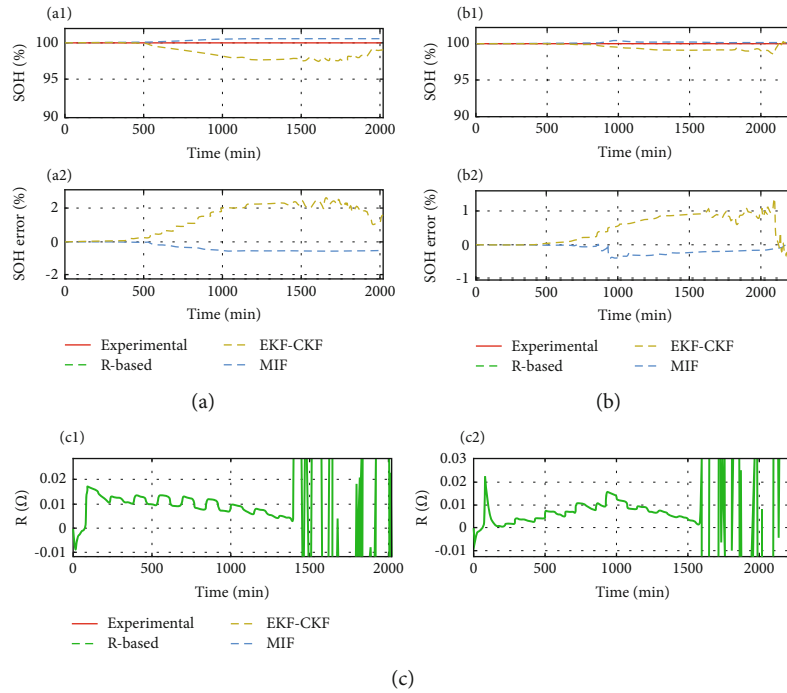 (a1)
SOH (%)
100
95
90
0 500 1000 1500 2000
Time (min)
(a2)
SOH error (%)
2
0
-2
0 500 1000 1500 2000
Time (min)
Experimental
EKF-CKF
R-based
MIF
(a)
(b1)
SOH (%)
100
95
90
0 500 1000 1500 2000
Time (min)
(b2)
SOH error (%)
1
0
-1
0 500 1000 1500 2000
Time (min)
Experimental
EKF-CKF
R-based
MIF
(b)
(c1)
R (Ω)
0.02
0.01
0
-0.01
0 500 1000 1500 2000
Time (min)
Experimental
EKF-CKF
R-based
MIF
(c2)
R (Ω)
0.03
0.02
0.01
0
-0.01
0 500 1000 1500 2000
Time (min)
(c)